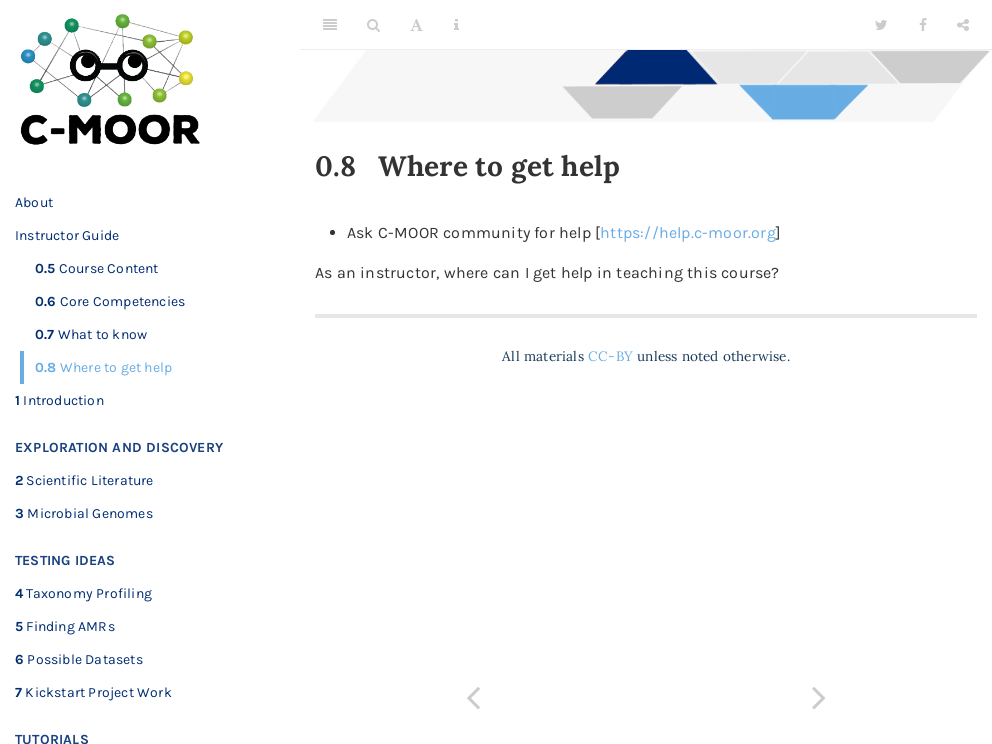 C-MOOR
About
Instructor Guide
0.5 Course Content
0.6 Core Competencies
0.7 What to know
0.8 Where to get help
1 Introduction
EXPLORATION AND DISCOVERY
2 Scientific Literature
3 Microbial Genomes
TESTING IDEAS
4 Taxonomy Profiling
5 Finding AMRs
6 Possible Datasets
7 Kickstart Project Work
TUTORIALS
A
0.8 Where to get help
• Ask C-MOOR community for help [https://help.c-moor.org]
As an instructor, where can I get help in teaching this course?
All materials CC-BY unless noted otherwise.